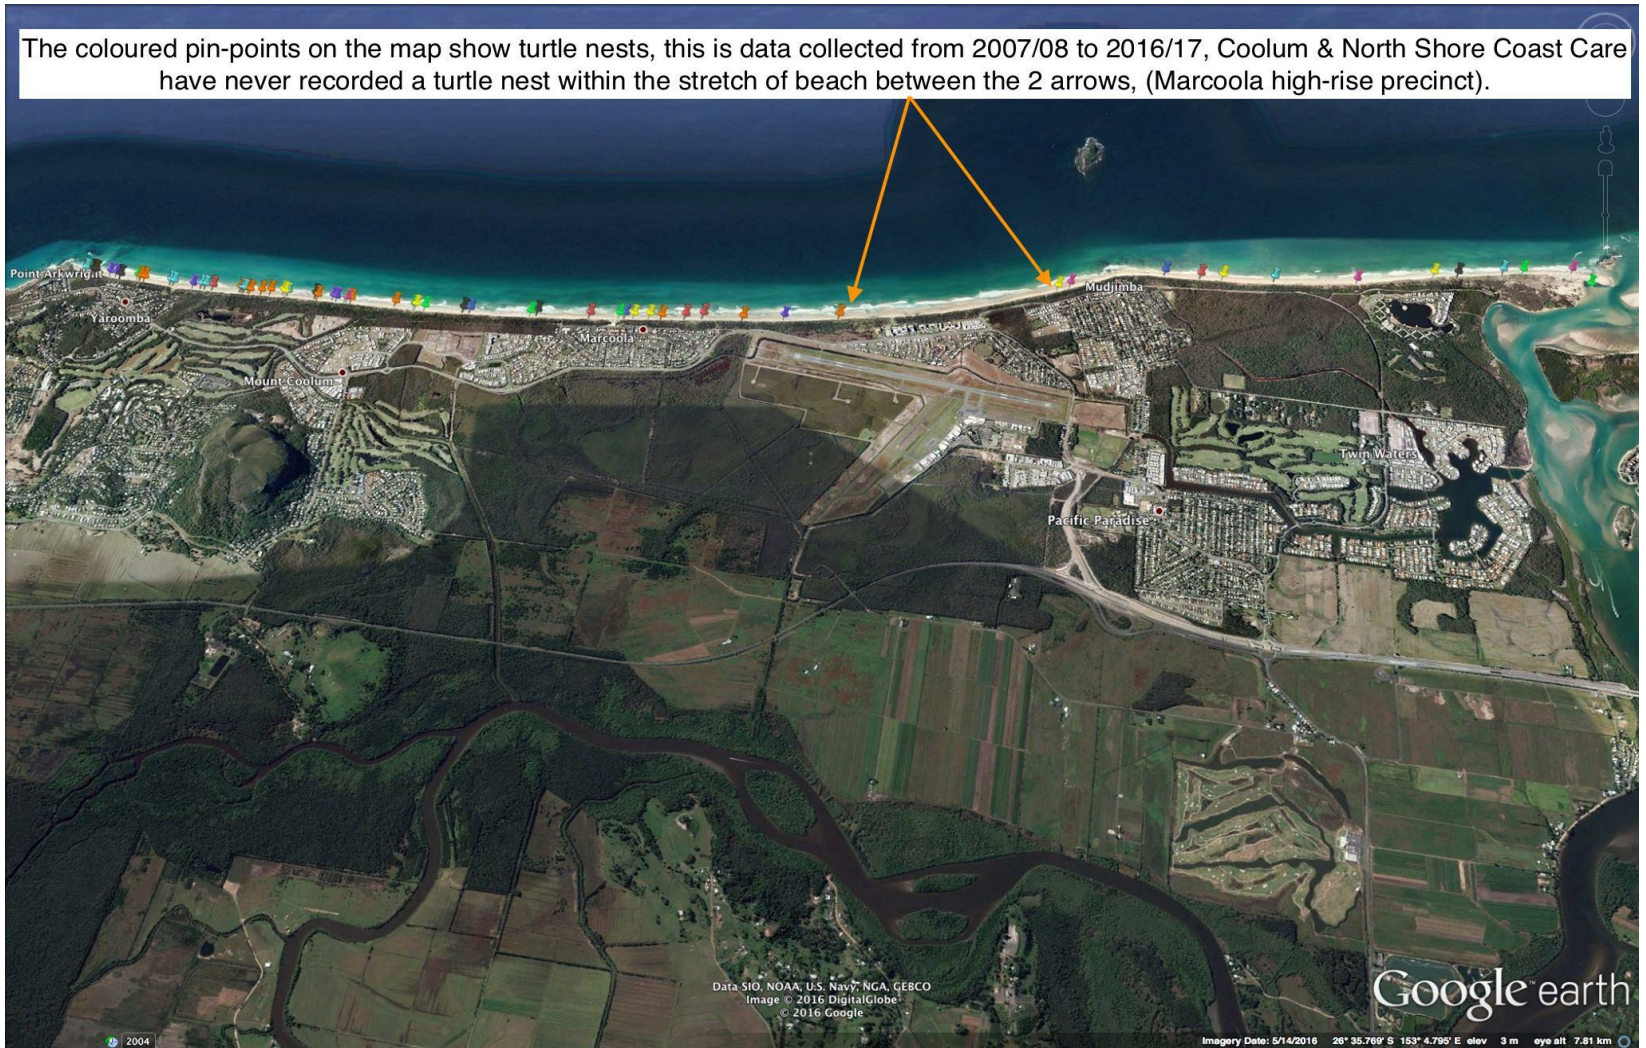 The coloured pin-points on the map show turtle nests, this is data collected from 2007/08 to 2016/17, Coolum & North Shore Coast Care
have never recorded a turtle nest within the stretch of beach between the 2 arrows, (Marcoola high-rise precinct).
Point Arkwright
Mudjimba
Yaroomba
Marcoola
Mount Coolum
Twin Waters
Pacific Paradise
Data SIO, NOAA, U.S. Navy, NGA, GEBCO
Image © 2016 DigitalGlobe
© 2016 Google
Google earth
2004
Imagery Date: 5/14/2016 26° 35.769' S 153° 4.795' E elev 3 m eye alt 7.81 km